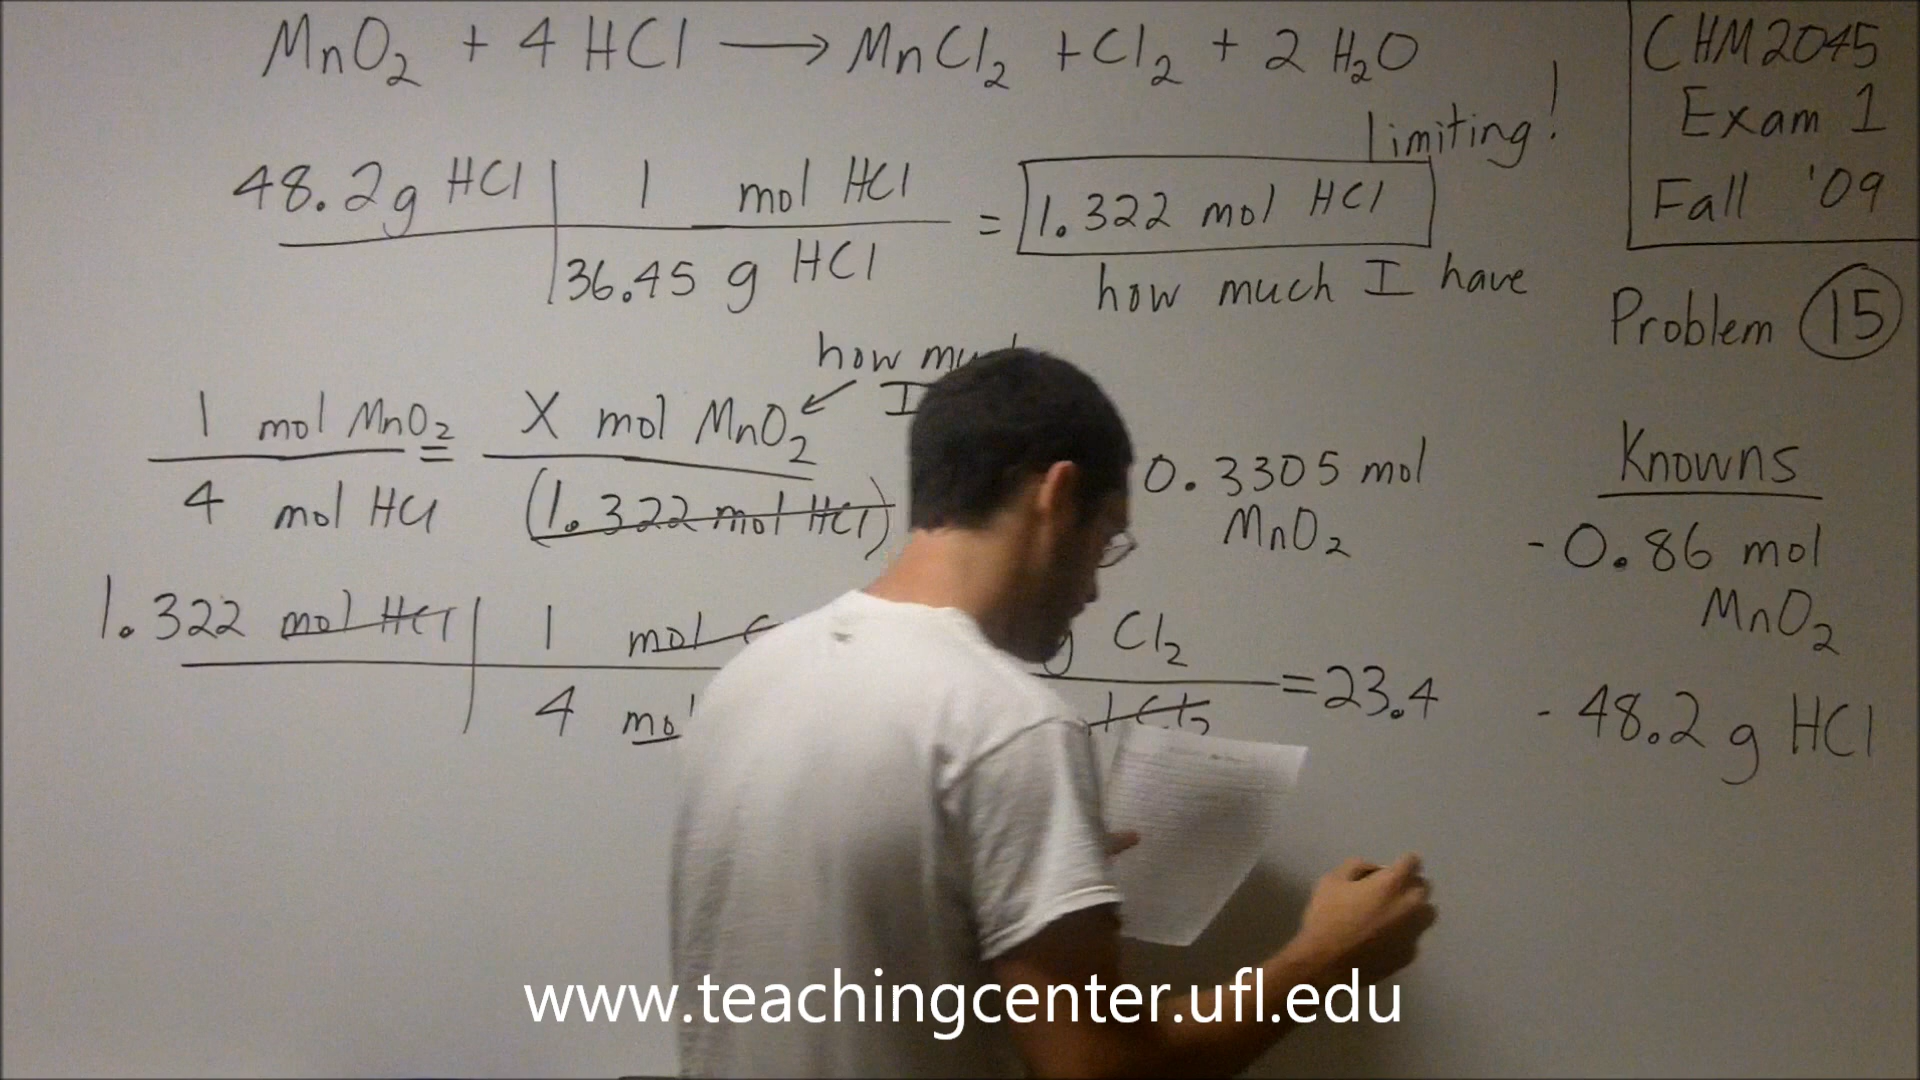 MnO₂ + 4 HCl → MnCl₂ + Cl₂ + 2 H₂O
CHM2045
Exam 1
Fall '09
Problem 15
limiting!
48.2g HCl | 1 mol HCl = 1.322 mol HCl
36.45 g HCl
how much I have
how
I
1 mol MnO₂ = X mol MnO₂
4 mol HCl (1.322 mol HCl)
0.3305 mol
MnO₂
1.322 mol HCl | 1 mol g Cl₂ = 23.4
4 Cl₂
Knowns
- 0.86 mol
MnO₂
- 48.2 g HCl
www.teachingcenter.ufl.edu